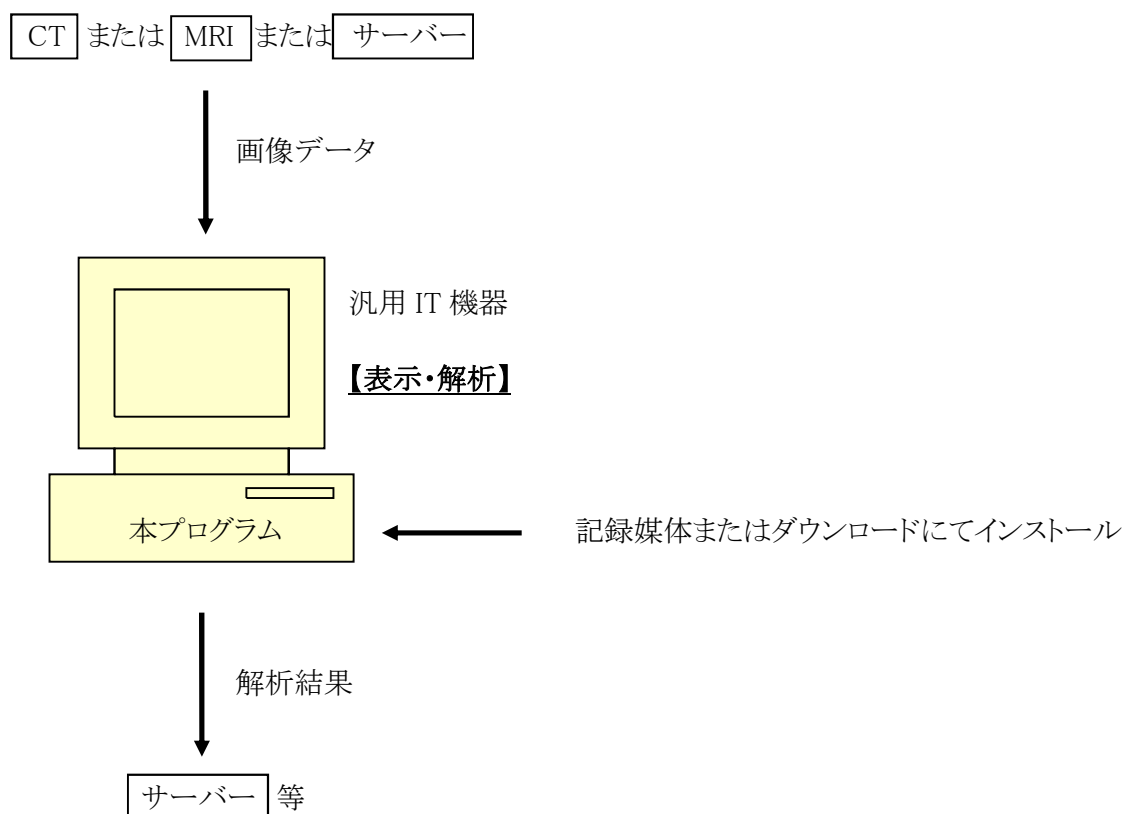 CT または MRI または サーバー
画像データ
汎用 IT 機器
【表示・解析】
本プログラム
記録媒体またはダウンロードにてインストール
解析結果
サーバー 等